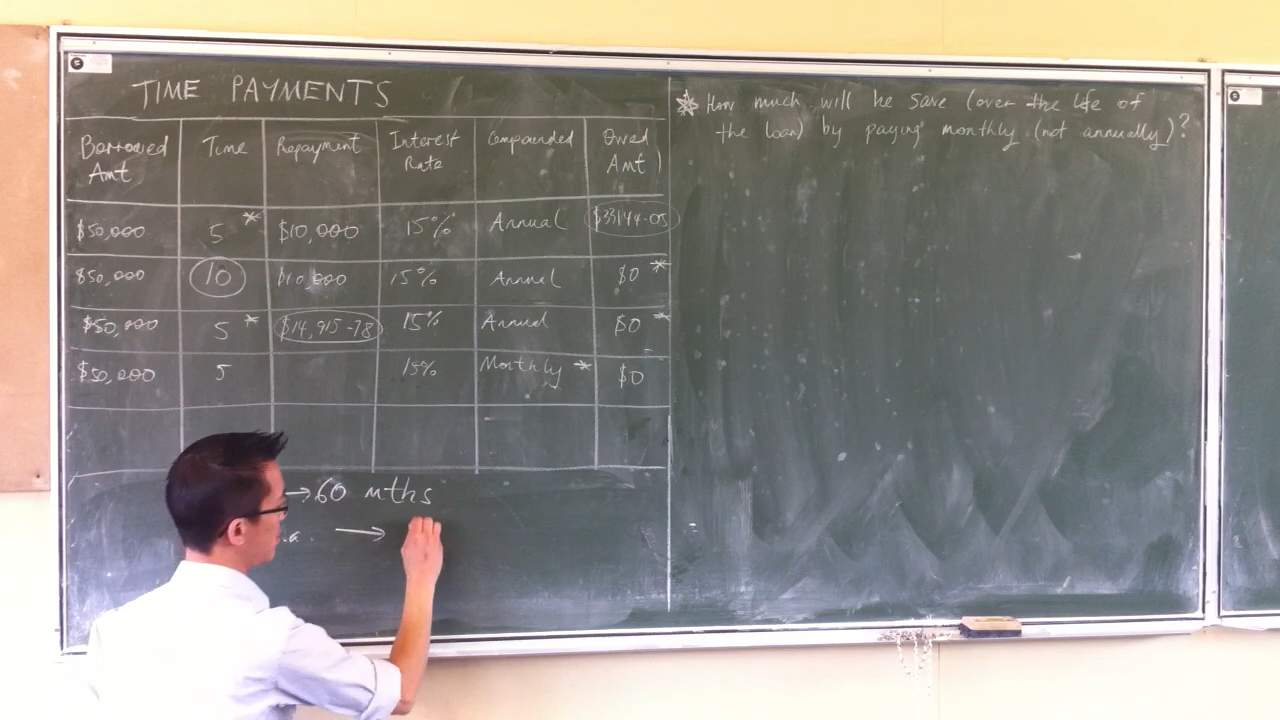 TIME PAYMENTS
Borrowed Amt
Time
Repayment
Interest Rate
Compounded
Owed Amt
$50,000 5 * $10,000 15% Annual $33144-05
$50,000 10 $10,000 15% Annual $0 *
$50,000 5 * $14,915-78 15% Annual $0 *
$50,000 5 15% Monthly * $0
→ 60 mths
.a. →
* How much will he save (over the life of
the loan) by paying monthly (not annually)?